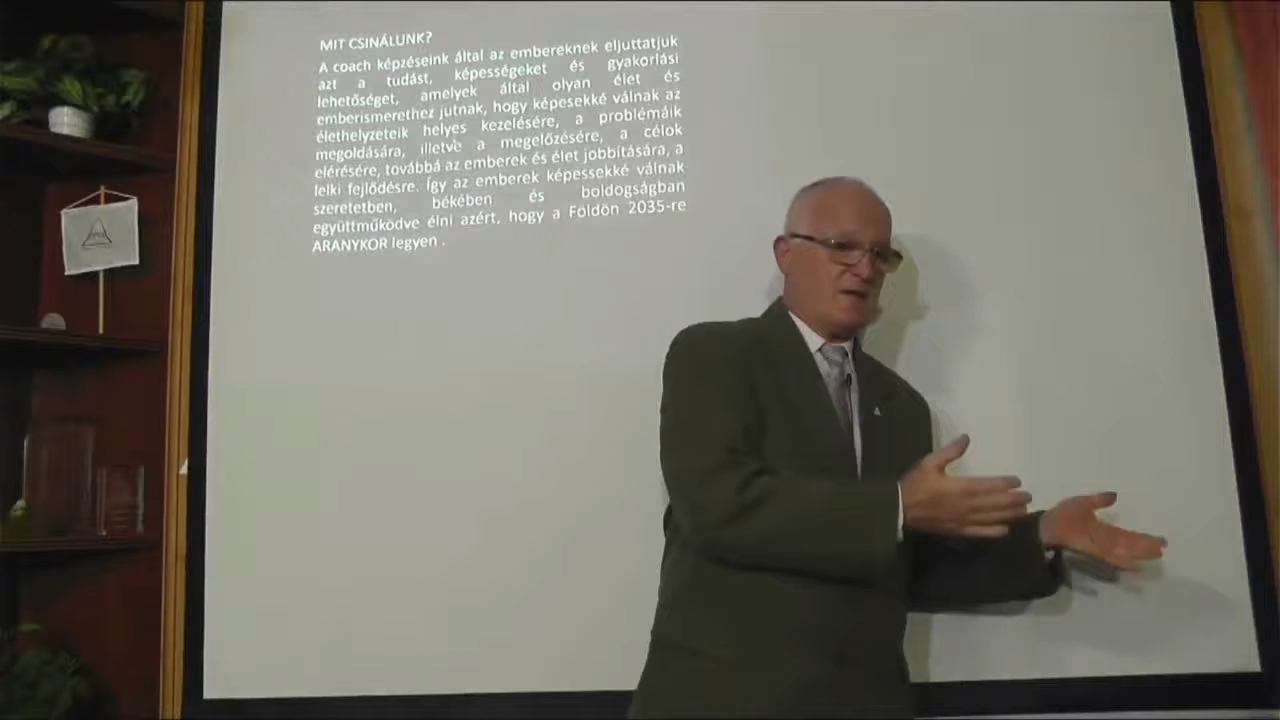 MIT CSINÁLUNK?
A coach képzéseink által az embereknek eljuttatjuk
azt a tudást, képességeket és gyakorlási
lehetőséget, amelyek által olyan élet és
emberismerethez jutnak, hogy képesekké válnak az
élethelyzeteik helyes kezelésére, a problémáik
megoldására, illetve a megelőzésére, a célok
elérésére, továbbá az emberek és élet jobbítására, a
lelki fejlődésre. Így az emberek képessekké válnak
szeretetben, békében és boldogságban
együttműködve élni azért, hogy a Földön 2035-re
ARANYKOR legyen .